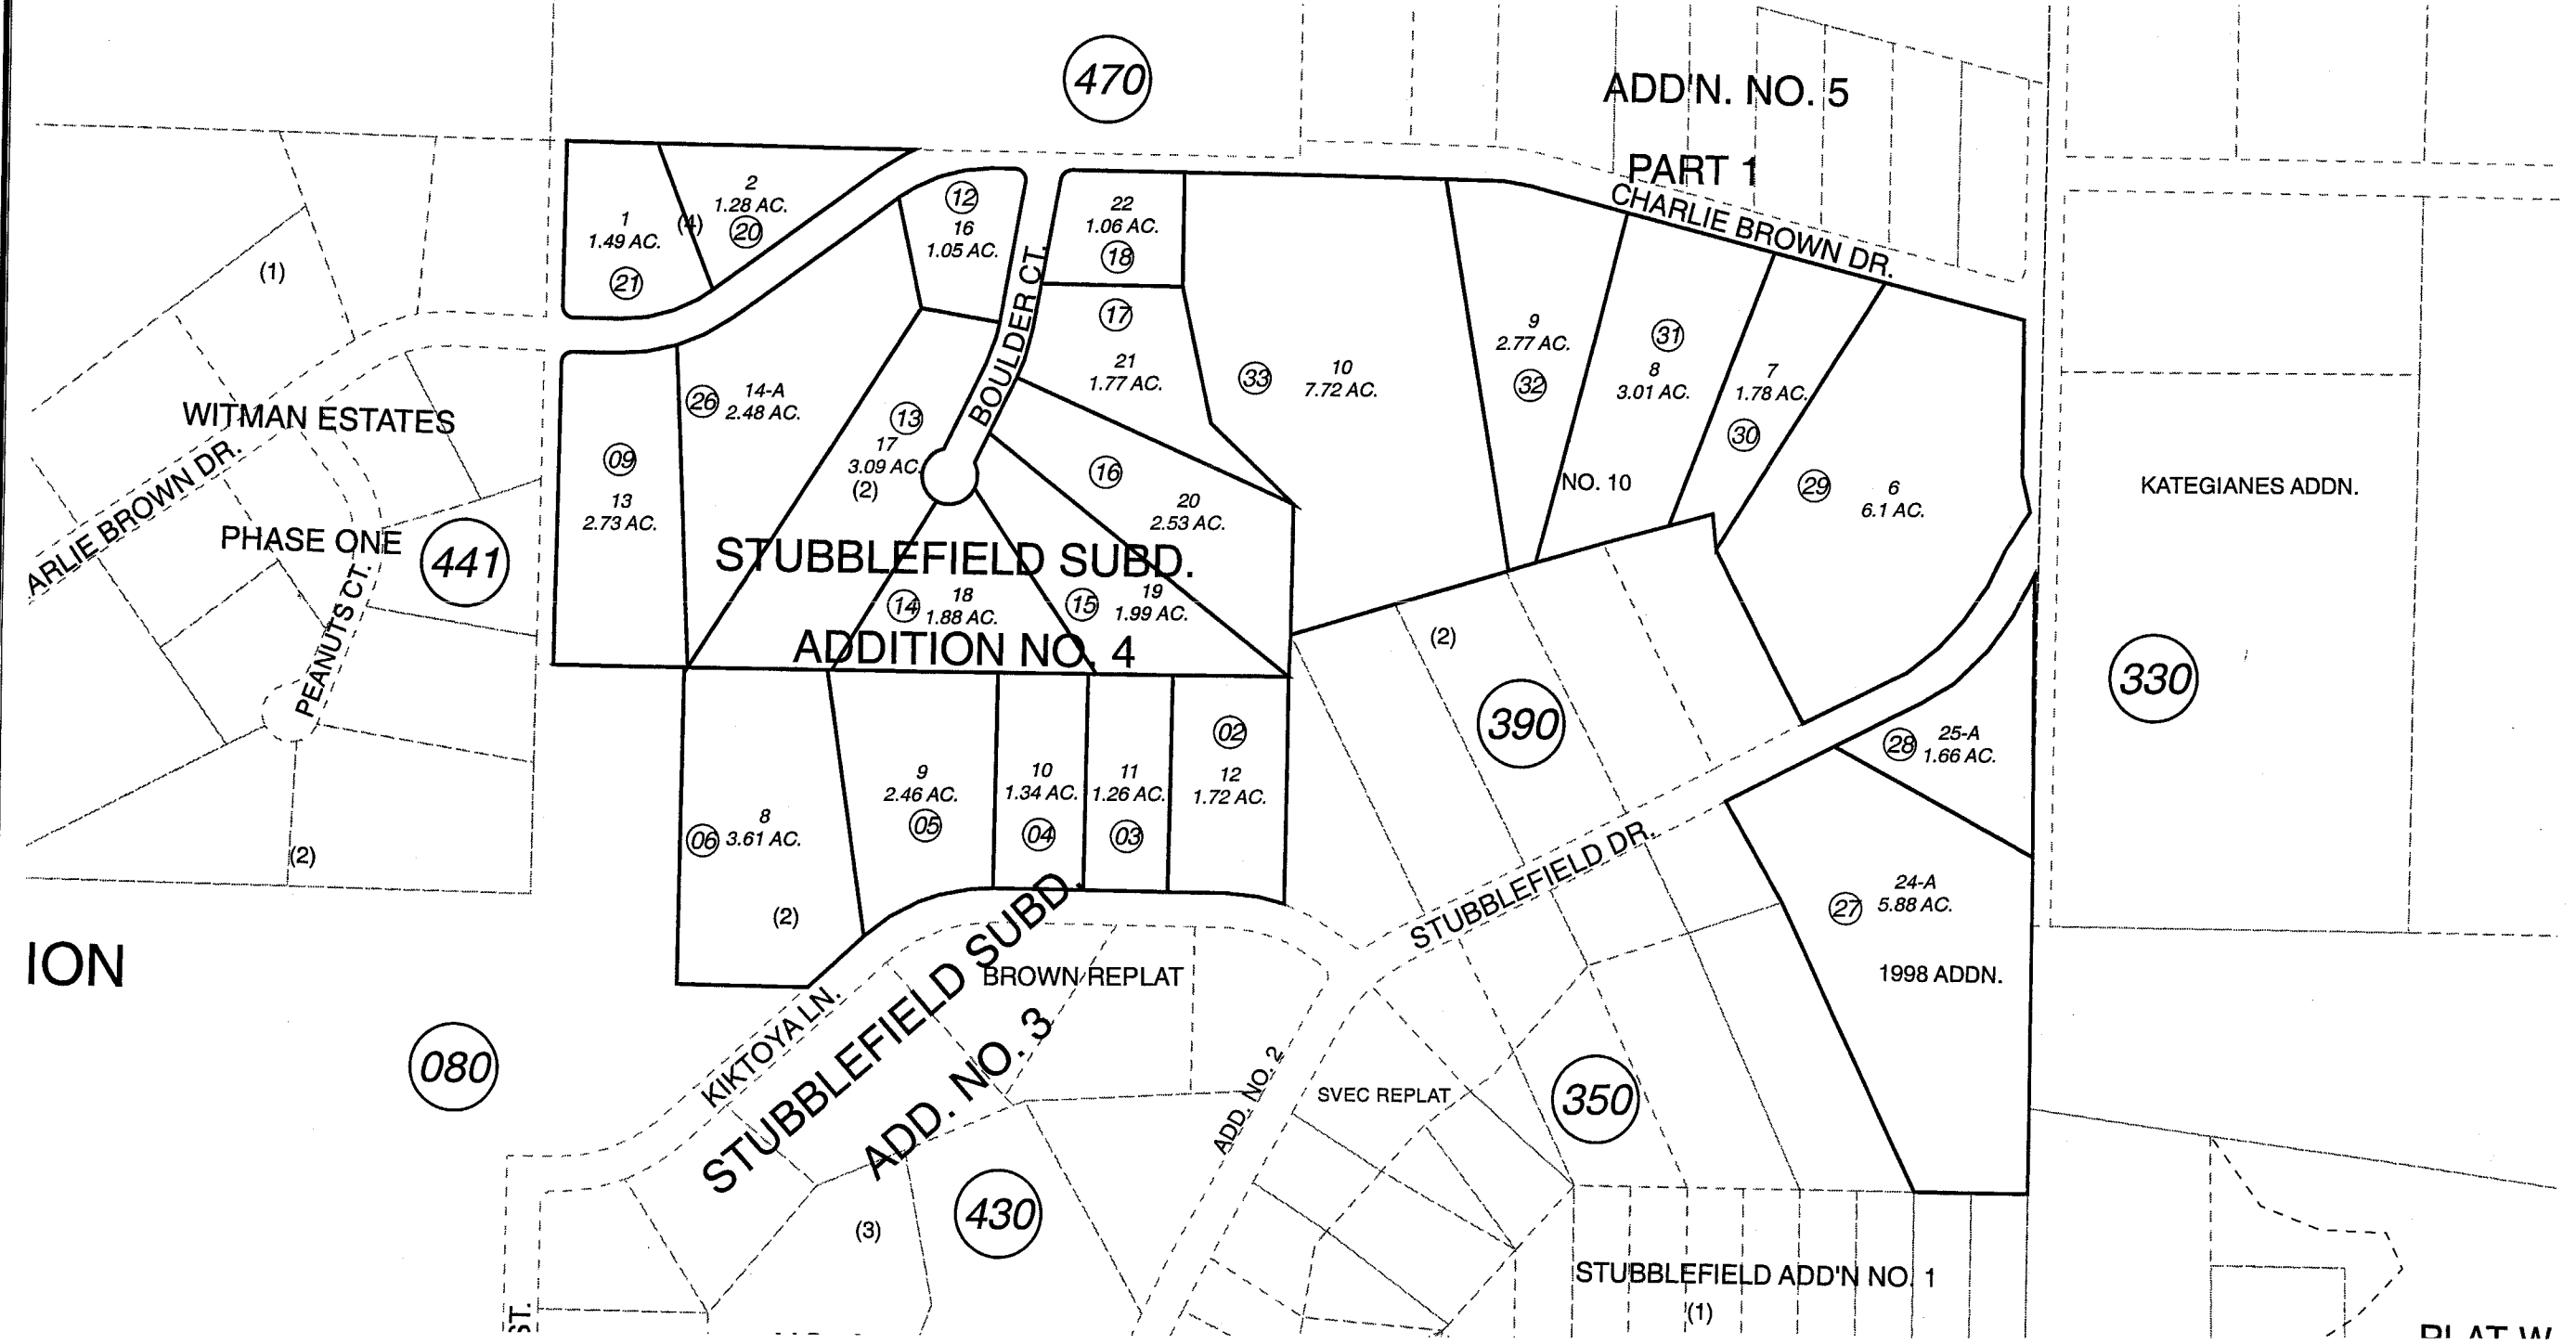 470
ADD'N. NO. 5
PART 1
CHARLIE BROWN DR.
1
1.49 AC.
21
(4)
2
1.28 AC.
20
12
16
1.05 AC.
22
1.06 AC.
18
BOULDER CT.
17
21
1.77 AC.
33
10
7.72 AC.
9
2.77 AC.
32
31
8
3.01 AC.
NO. 10
7
1.78 AC.
30
29
6
6.1 AC.
(1)
WITMAN ESTATES
ARLIE BROWN DR.
PHASE ONE
441
PEANUTS CT.
(2)
09
13
2.73 AC.
26
14-A
2.48 AC.
13
17
3.09 AC.
(2)
16
20
2.53 AC.
STUBBLEFIELD SUBD.
14
18
1.88 AC.
15
19
1.99 AC.
ADDITION NO. 4
KATEGIANES ADDN.
330
(2)
390
28
25-A
1.66 AC.
06
8
3.61 AC.
(2)
9
2.46 AC.
05
10
1.34 AC.
04
11
1.26 AC.
03
02
12
1.72 AC.
STUBBLEFIELD DR.
27
24-A
5.88 AC.
1998 ADDN.
ION
080
KIKTOYA LN.
STUBBLEFIELD SUBD.
ADD. NO. 3
BROWN REPLAT
ADD. NO. 2
SVEC REPLAT
350
(3)
430
STUBBLEFIELD ADD'N NO. 1
(1)
ST.
PLAT W